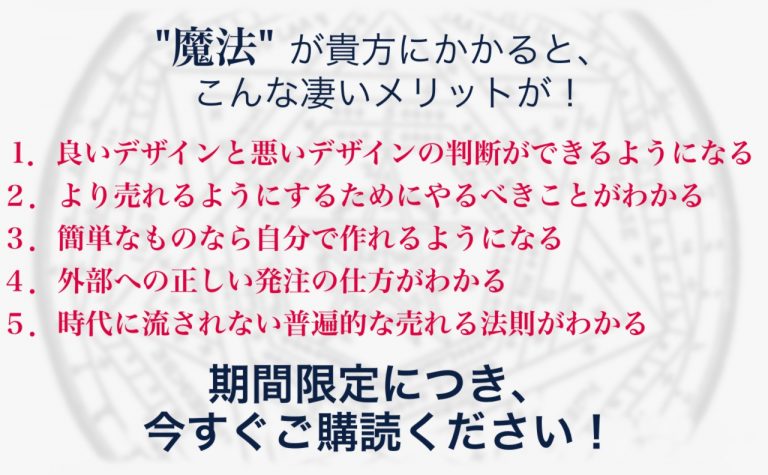 "魔法" が貴方にかかると、
こんな凄いメリットが！
1．良いデザインと悪いデザインの判断ができるようになる
2．より売れるようにするためにやるべきことがわかる
3．簡単なものなら自分で作れるようになる
4．外部への正しい発注の仕方がわかる
5．時代に流されない普遍的な売れる法則がわかる
期間限定につき、
今すぐご購読ください！